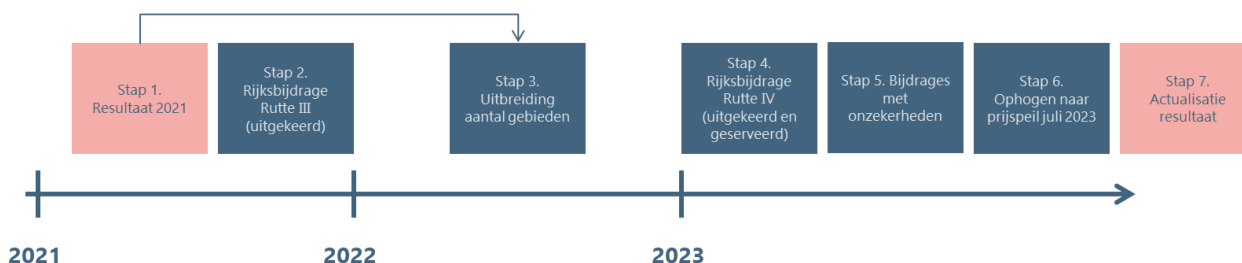 Stap 1.
Resultaat 2021
Stap 2.
Rijksbijdrage
Rutte III
(uitgekeerd)
Stap 3.
Uitbreiding
aantal gebieden
Stap 4.
Rijksbijdrage
Rutte IV
(uitgekeerd en
geserveerd)
Stap 5. Bijdrages
met
onzekerheden
Stap 6.
Ophogen naar
prijspeil juli 2023
Stap 7.
Actualisatie
resultaat
2021
2022
2023